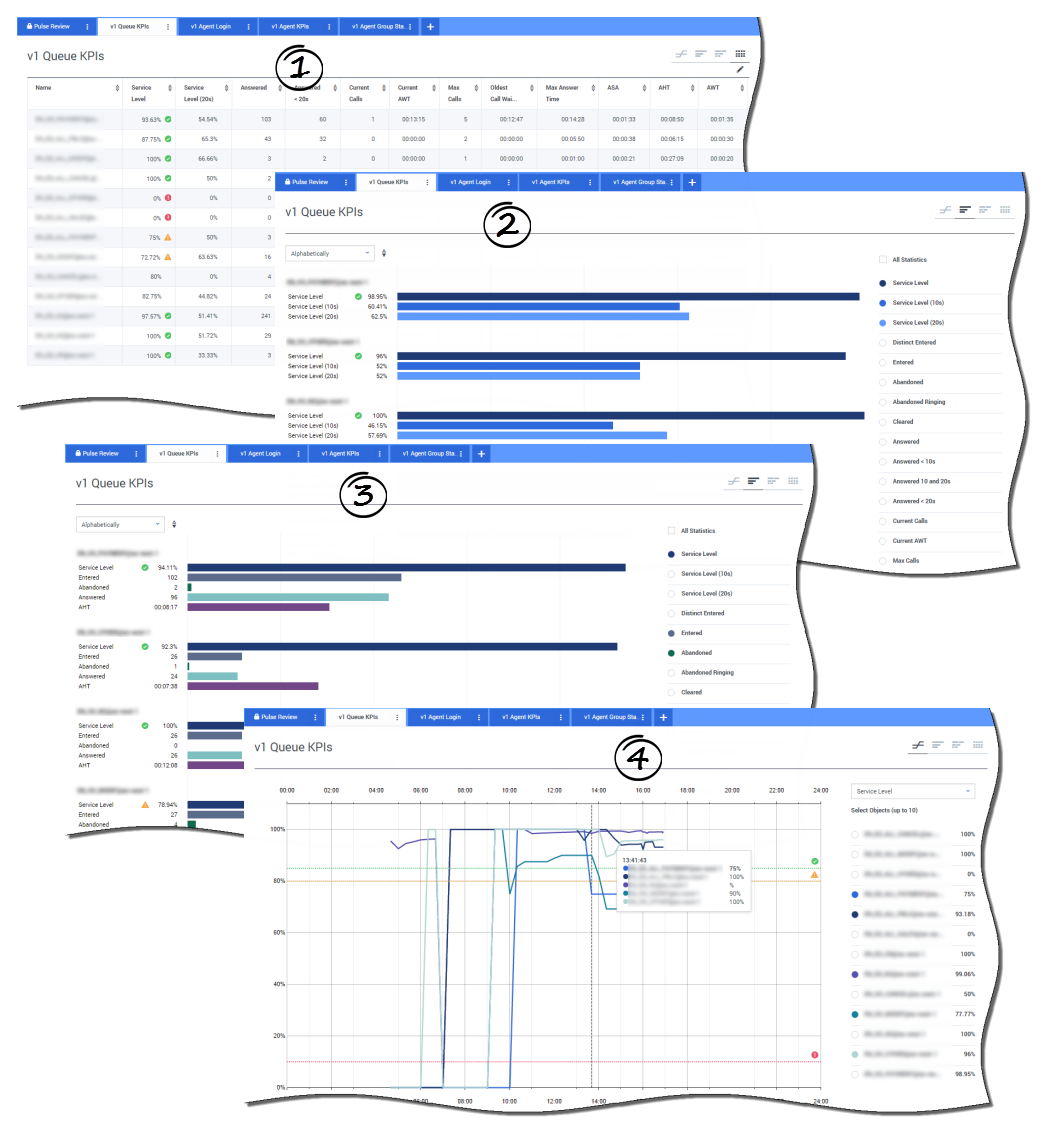 Pulse Review v1 Queue KPIs v1 Agent Login v1 Agent KPIs v1 Agent Group Sta. +
v1 Queue KPIs
1
Name Service Level Service Level (20s) Answered Answered < 20s Current Calls Current AWT Max Calls Oldest Call Wai... Max Answer Time ASA AHT AWT
93.63% 54.54% 103 60 1 00:13:15 5 00:12:47 00:14:28 00:01:33 00:08:50 00:01:35
87.75% 65.3% 43 32 0 00:00:00 2 00:00:00 00:05:50 00:00:38 00:06:15 00:00:30
100% 66.66% 3 2 0 00:00:00 1 00:00:00 00:01:00 00:00:21 00:27:09 00:00:20
100% 50% 2
0% 0% 0
0% 0% 0
75% 50% 3
72.72% 63.63% 16
80% 0% 4
82.75% 44.82% 24
97.57% 51.41% 241
100% 51.72% 29
100% 33.33% 3
Pulse Review v1 Queue KPIs v1 Agent Login v1 Agent KPIs v1 Agent Group Sta. +
v1 Queue KPIs
2
Alphabetically
Service Level 98.95%
Service Level (10s) 60.41%
Service Level (20s) 62.5%
Service Level 96%
Service Level (10s) 52%
Service Level (20s) 52%
Service Level 100%
Service Level (10s) 46.15%
Service Level (20s) 57.69%
All Statistics
Service Level
Service Level (10s)
Service Level (20s)
Distinct Entered
Entered
Abandoned
Abandoned Ringing
Cleared
Answered
Answered < 10s
Answered 10 and 20s
Answered < 20s
Current Calls
Current AWT
Max Calls
Pulse Review v1 Queue KPIs v1 Agent Login v1 Agent KPIs v1 Agent Group Sta. +
v1 Queue KPIs
3
Alphabetically
Service Level 94.11%
Entered 102
Abandoned 2
Answered 96
AHT 00:08:17
Service Level 92.3%
Entered 26
Abandoned 1
Answered 24
AHT 00:07:38
Service Level 100%
Entered 26
Abandoned 0
Answered 26
AHT 00:12:08
Service Level 78.94%
Entered 27
Abandoned 4
All Statistics
Service Level
Service Level (10s)
Service Level (20s)
Distinct Entered
Entered
Abandoned
Abandoned Ringing
Cleared
Pulse Review v1 Queue KPIs v1 Agent Login v1 Agent KPIs v1 Agent Group Sta. +
v1 Queue KPIs
4
00:00 02:00 04:00 06:00 08:00 10:00 12:00 14:00 16:00 18:00 20:00 22:00 24:00
100%
80%
60%
40%
20%
0%
13:41:43
75%
100%
%
90%
100%
06:00 08:00 10:00 12:00 14:00 24:00
Service Level
Select Objects (up to 10)
100%
100%
0%
75%
93.18%
0%
100%
99.06%
50%
77.77%
100%
96%
98.95%